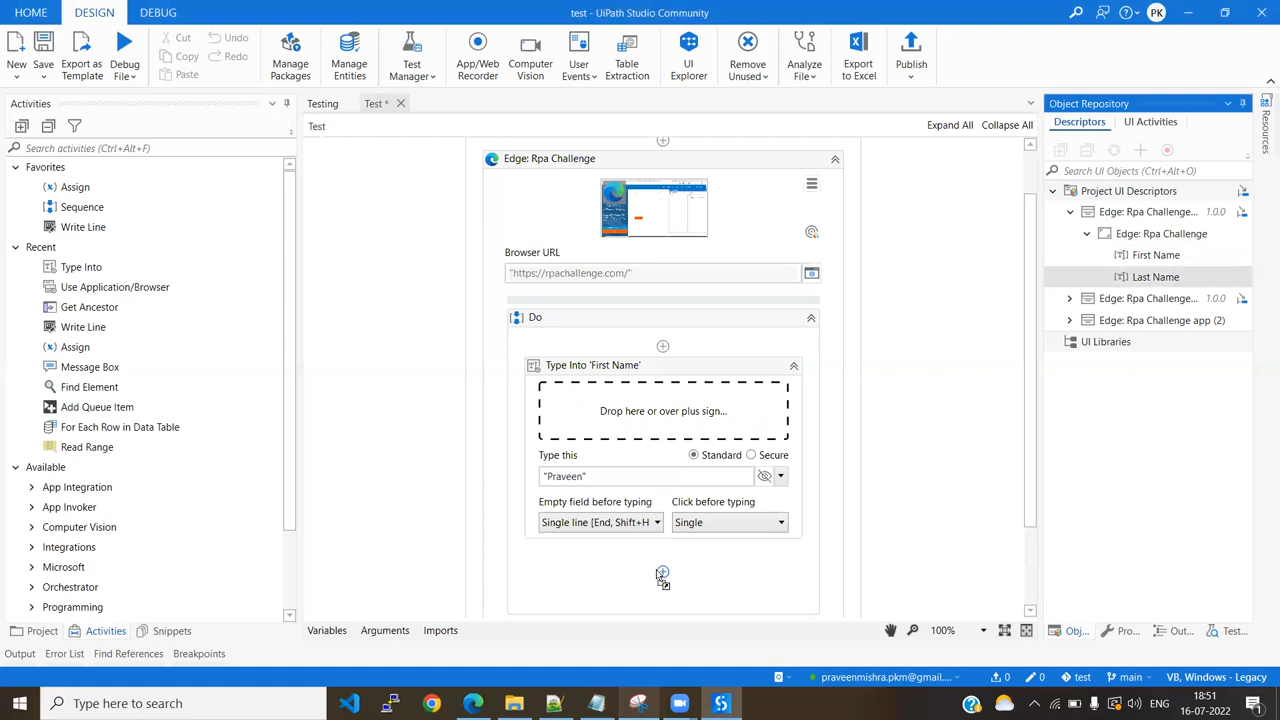 HOME DESIGN DEBUG test - UiPath Studio Community PK
New Save Export as Template Debug File Cut Copy Paste Undo Redo Manage Packages Manage Entities Test Manager App/Web Recorder Computer Vision User Events Table Extraction UI Explorer Remove Unused Analyze File Export to Excel Publish
Activities
Search activities (Ctrl+Alt+F)
Favorites
Assign
Sequence
Write Line
Recent
Type Into
Use Application/Browser
Get Ancestor
Write Line
Assign
Message Box
Find Element
Add Queue Item
For Each Row in Data Table
Read Range
Available
App Integration
App Invoker
Computer Vision
Integrations
Microsoft
Orchestrator
Programming
Project Activities Snippets
Testing Test *
Test Expand All Collapse All
Edge: Rpa Challenge
Browser URL
"https://rpachallenge.com/"
Do
Type Into 'First Name'
Drop here or over plus sign...
Type this Standard Secure
"Praveen"
Empty field before typing Click before typing
Single line [End, Shift+H Single
Variables Arguments Imports 100%
Object Repository
Descriptors UI Activities
Search UI Objects (Ctrl+Alt+O)
Project UI Descriptors
Edge: Rpa Challenge... 1.0.0
Edge: Rpa Challenge
First Name
Last Name
Edge: Rpa Challenge... 1.0.0
Edge: Rpa Challenge app (2)
UI Libraries
Resources
Obj... Pro... Out... Test...
Output Error List Find References Breakpoints
praveenmishra.pkm@gmail.... 0 0 test main VB, Windows - Legacy
Type here to search
ENG
18:51
16-07-2022